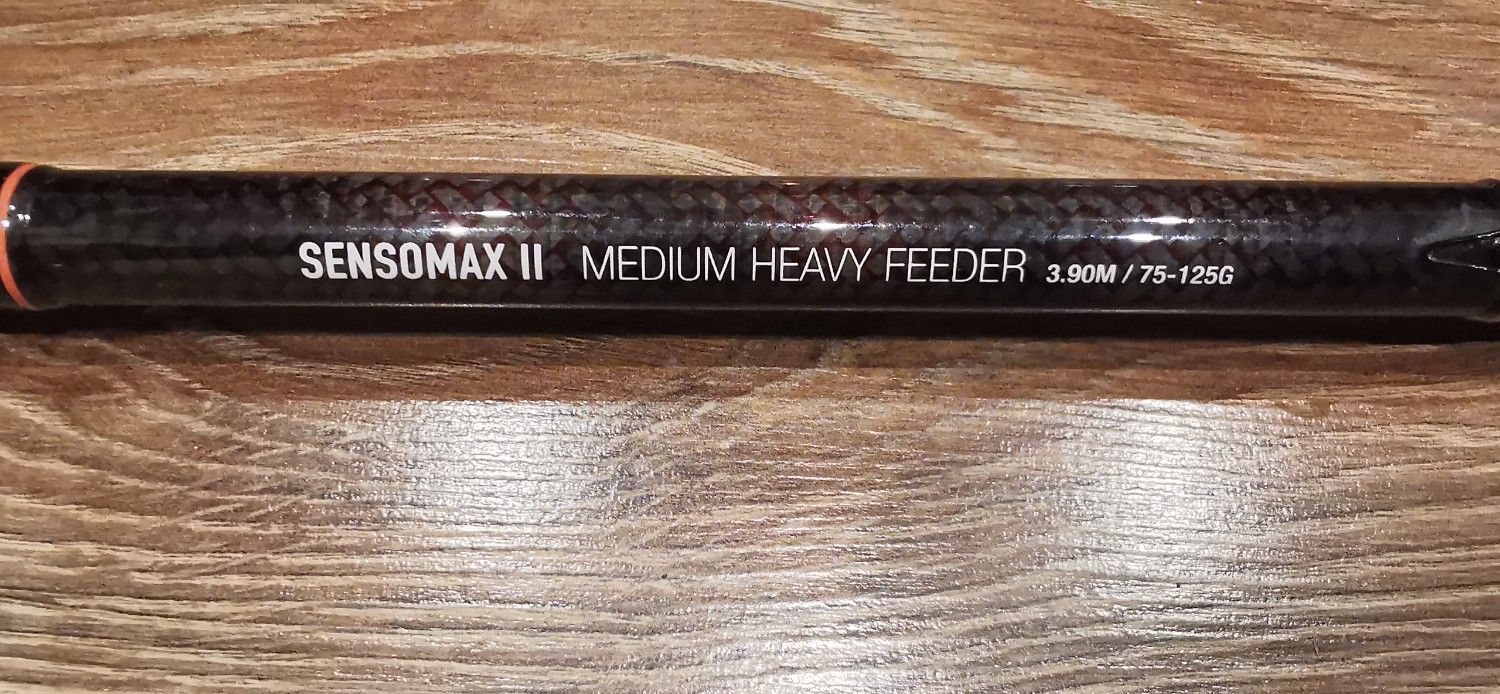 SENSOMAX II MEDIUM HEAVY FEEDER 3.90M / 75-125G